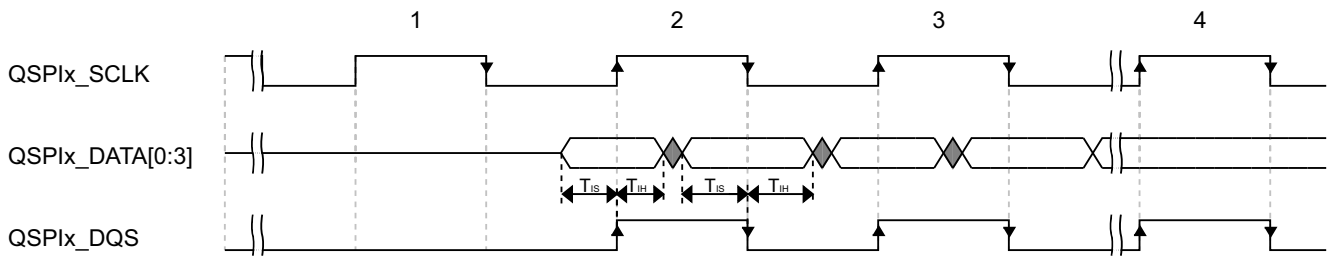 1 2 3 4
QSPIx_SCLK
QSPIx_DATA[0:3]
TIS TIH TIS TIH
QSPIx_DQS